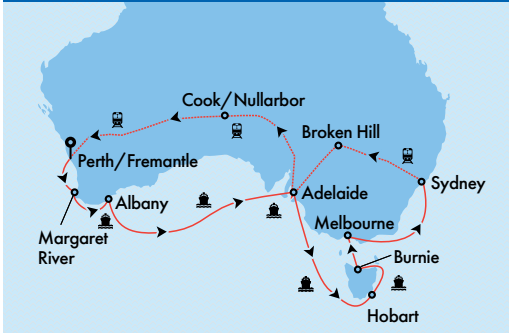 Cook/Nullarbor
Broken Hill
Perth/Fremantle
Sydney
Albany
Adelaide
Margaret
River
Melbourne
Burnie
Hobart